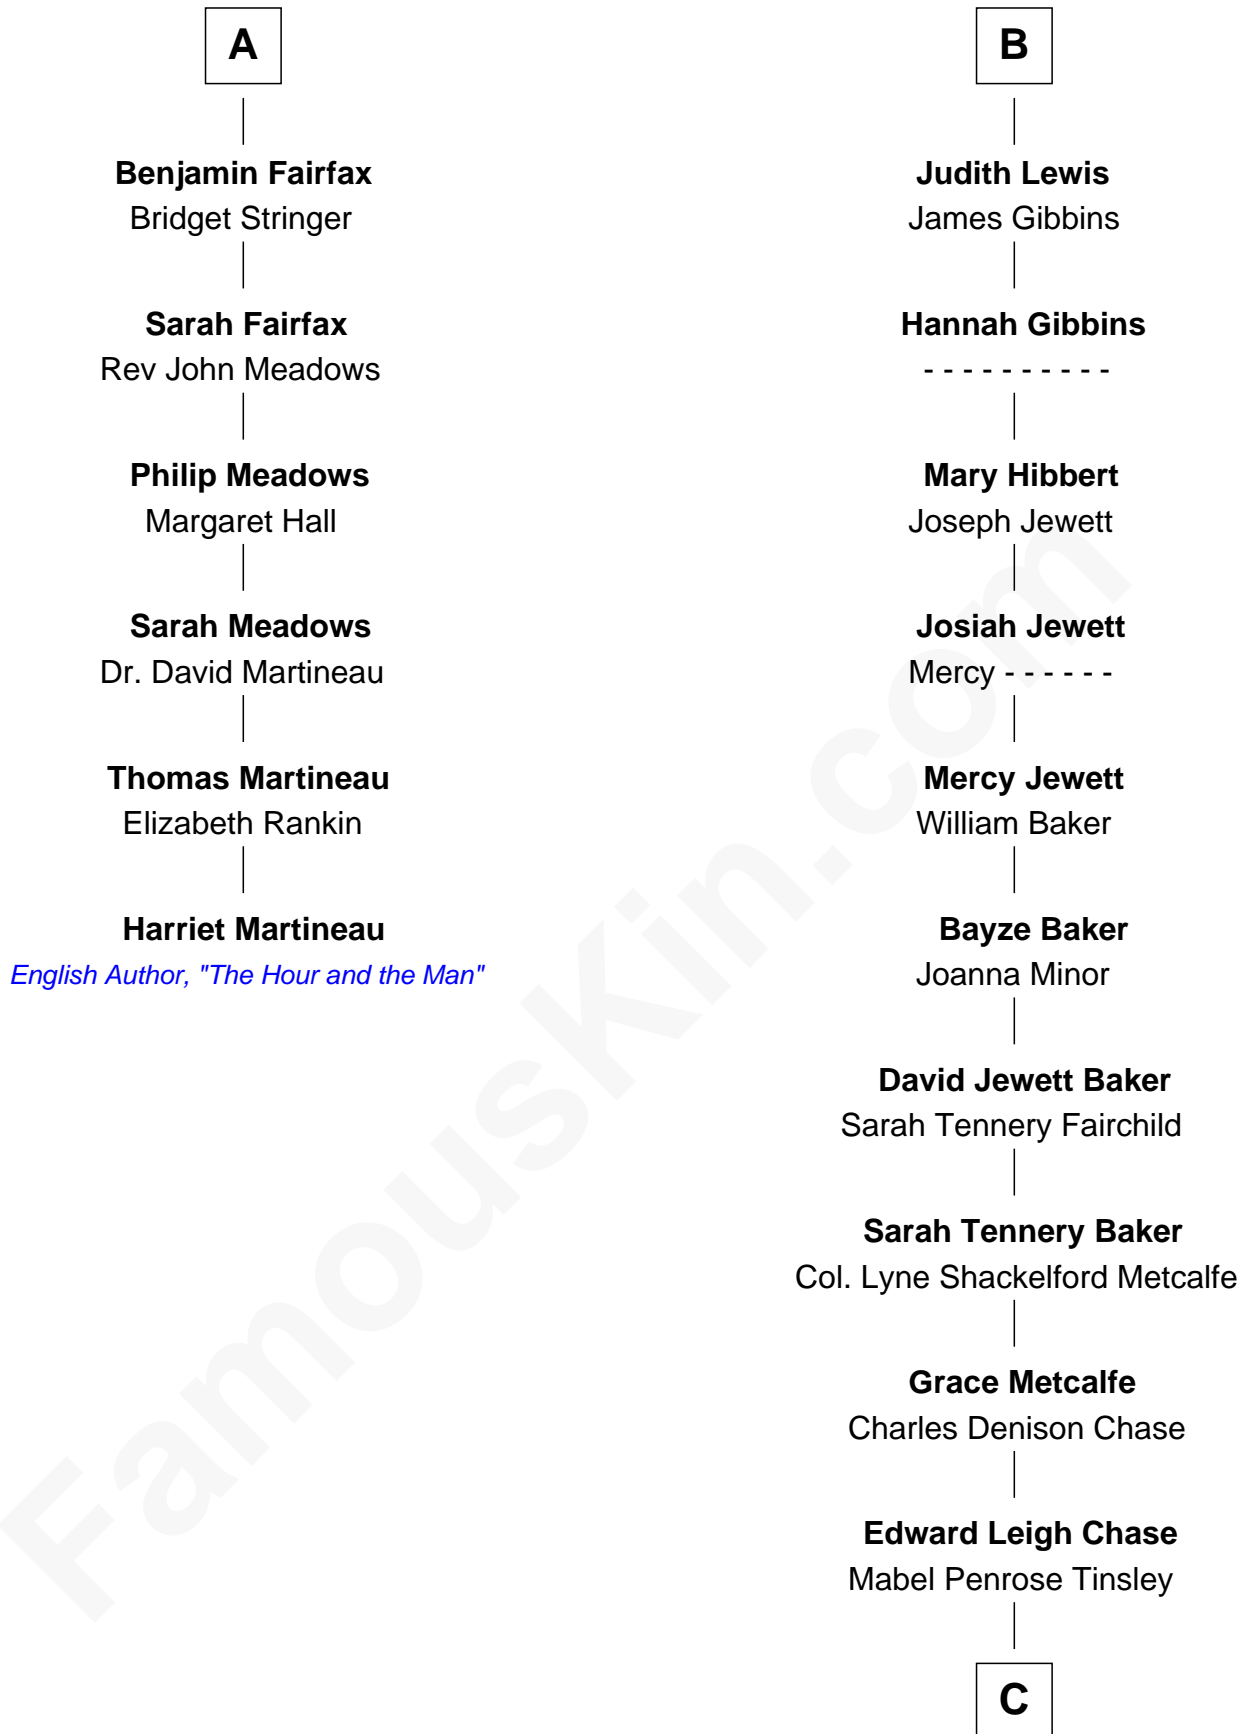 A
Benjamin Fairfax
Bridget Stringer
Sarah Fairfax
Rev John Meadows
Philip Meadows
Margaret Hall
Sarah Meadows
Dr. David Martineau
Thomas Martineau
Elizabeth Rankin
Harriet Martineau
English Author, "The Hour and the Man"
B
Judith Lewis
James Gibbins
Hannah Gibbins
- - - - - - - - - -
Mary Hibbert
Joseph Jewett
Josiah Jewett
Mercy - - - - - -
Mercy Jewett
William Baker
Bayze Baker
Joanna Minor
David Jewett Baker
Sarah Tennery Fairchild
Sarah Tennery Baker
Col. Lyne Shackelford Metcalfe
Grace Metcalfe
Charles Denison Chase
Edward Leigh Chase
Mabel Penrose Tinsley
C
FamousKin.com